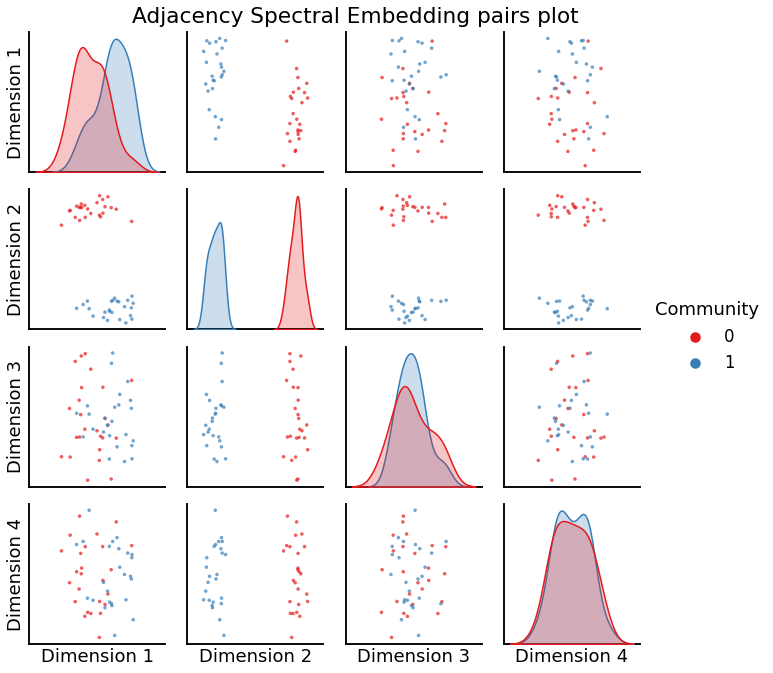 Adjacency Spectral Embedding pairs plot
Dimension 1
Dimension 2
Dimension 3
Dimension 4
Dimension 1
Dimension 2
Dimension 3
Dimension 4
Community
0
1